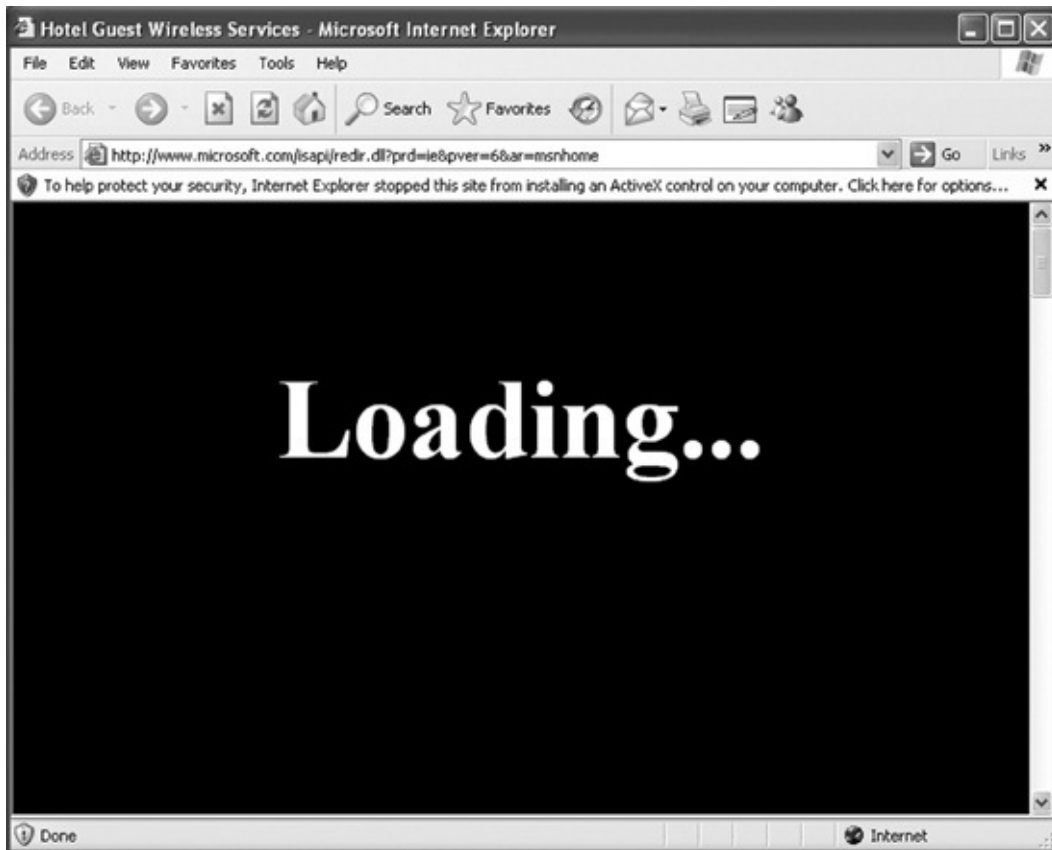 Hotel Guest Wireless Services - Microsoft Internet Explorer
File Edit View Favorites Tools Help
Back Search Favorites
Address http://www.microsoft.com/isapi/redir.dll?prd=ie&pver=6&ar=msnhome Go Links »
To help protect your security, Internet Explorer stopped this site from installing an ActiveX control on your computer. Click here for options...
Loading...
Done Internet